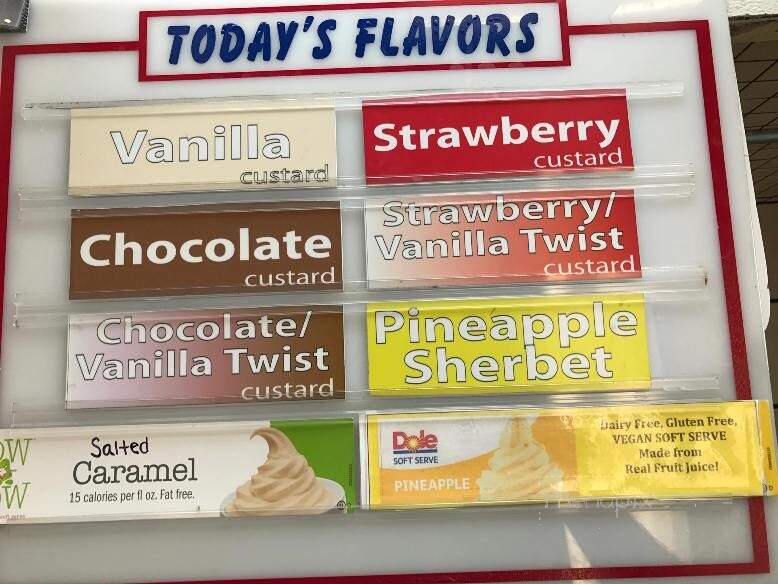 TODAY'S FLAVORS
Vanilla
custard
Strawberry
custard
Chocolate
custard
Strawberry/
Vanilla Twist
custard
Chocolate/
Vanilla Twist
custard
Pineapple
Sherbet
OW
OW
Salted
Caramel
15 calories per fl oz. Fat free.
Dole
SOFT SERVE
PINEAPPLE
Dairy Free, Gluten Free,
VEGAN SOFT SERVE
Made from
Real Fruit Juice!